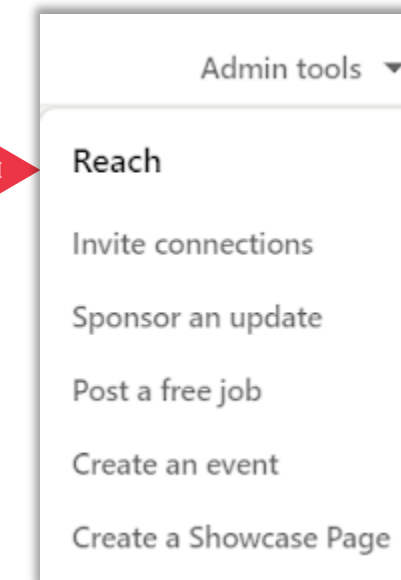 Admin tools
Reach
Invite connections
Sponsor an update
Post a free job
Create an event
Create a Showcase Page